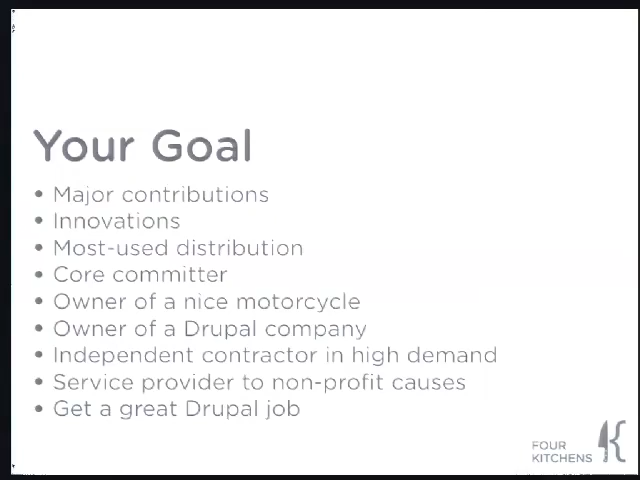 Your Goal
• Major contributions
• Innovations
• Most-used distribution
• Core committer
• Owner of a nice motorcycle
• Owner of a Drupal company
• Independent contractor in high demand
• Service provider to non-profit causes
• Get a great Drupal job
FOUR
KITCHENS